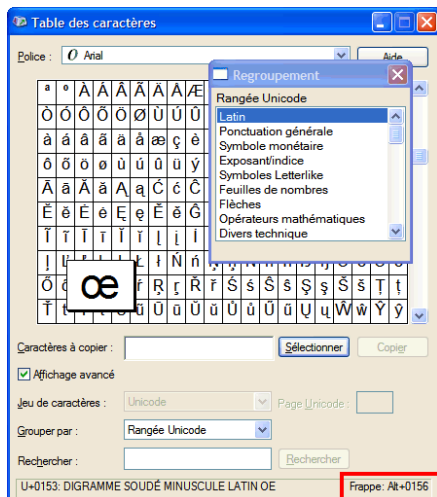 Table des caractères
Police : O Arial
Aide
ª º À Á Â Ã Ä Å Æ
Ò Ó Ô Õ Ö Ø Ù Ú Û
à á â ã ä å æ ç è
ô õ ö ø ù ú û ü ý
Ā ā Ă ă Ą ą Ć ć Ĉ
Ĕ ĕ Ė ė Ę ę Ě ě Ĝ
Ĩ ĩ Ī ī Ĭ ĭ Į į İ
Ł ł Ń ń
Ő ŕ Ŗ ŗ Ř ř Ś ś Ŝ ŝ Ş ş Š š Ţ ţ
Ť ũ Ū ū Ŭ ŭ Ů ů Ű ű Ų ų Ŵ ŵ Ŷ ŷ
œ
Regroupement
Rangée Unicode
Latin
Ponctuation générale
Symbole monétaire
Exposant/indice
Symboles Letterlike
Feuilles de nombres
Flèches
Opérateurs mathématiques
Divers technique
Caractères à copier :
Sélectionner
Copier
Affichage avancé
Jeu de caractères : Unicode
Page Unicode :
Grouper par : Rangée Unicode
Rechercher :
Rechercher
U+0153: DIGRAMME SOUDÉ MINUSCULE LATIN OE
Frappe: Alt+0156